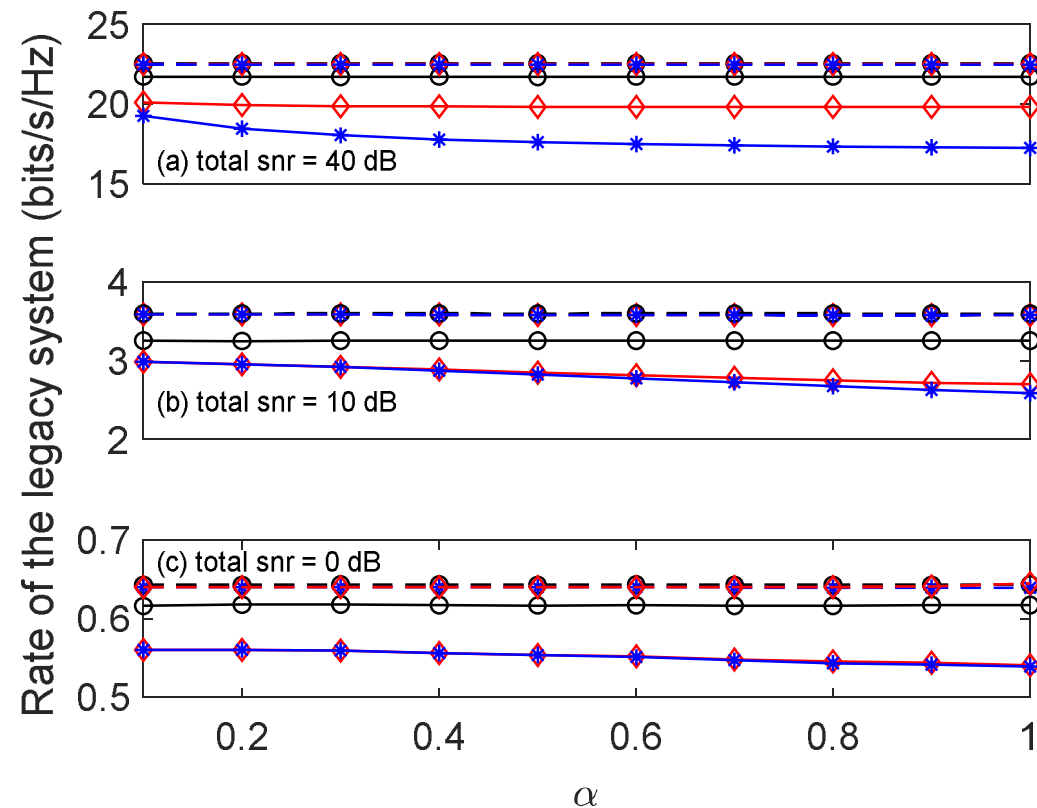 Rate of the legacy system (bits/s/Hz)
25
20
15
(a) total snr = 40 dB
4
3
2
(b) total snr = 10 dB
0.7
0.6
0.5
(c) total snr = 0 dB
0.2 0.4 0.6 0.8 1
α